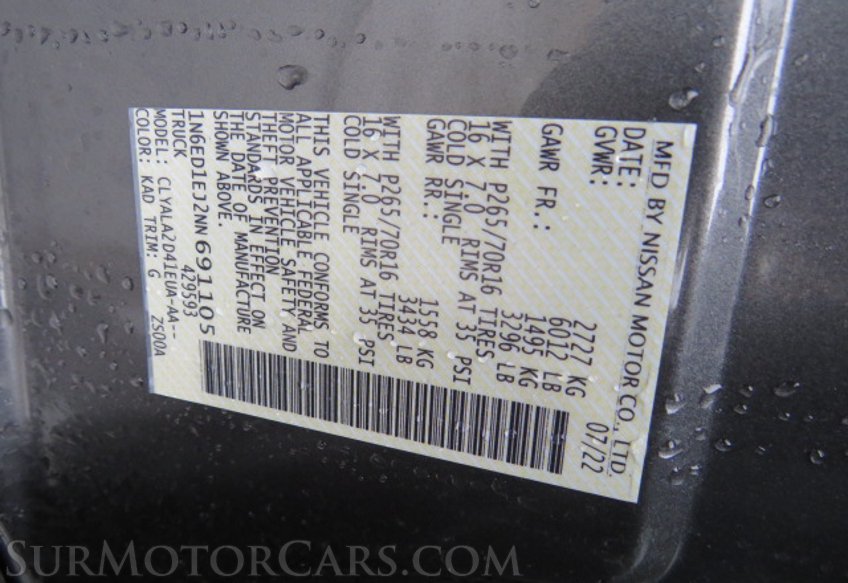 MFD BY NISSAN MOTOR CO., LTD.
DATE: 07/22
GVWR: 2727 KG
6012 LB
GAWR FR.: 1495 KG
3296 LB
WITH P265/70R16 TIRES
16 X 7.0 RIMS AT 35 PSI
COLD SINGLE
GAWR RR.: 1558 KG
3434 LB
WITH P265/70R16 TIRES
16 X 7.0 RIMS AT 35 PSI
COLD SINGLE
THIS VEHICLE CONFORMS TO
ALL APPLICABLE FEDERAL
MOTOR VEHICLE SAFETY AND
THEFT PREVENTION
STANDARDS IN EFFECT ON
THE DATE OF MANUFACTURE
SHOWN ABOVE.
1N6ED1EJ2NN691105
TRUCK 429593
MODEL: CLYALA2D41EUA-AA--
COLOR: KAD TRIM: G ZS00A
SURMOTORCARS.COM